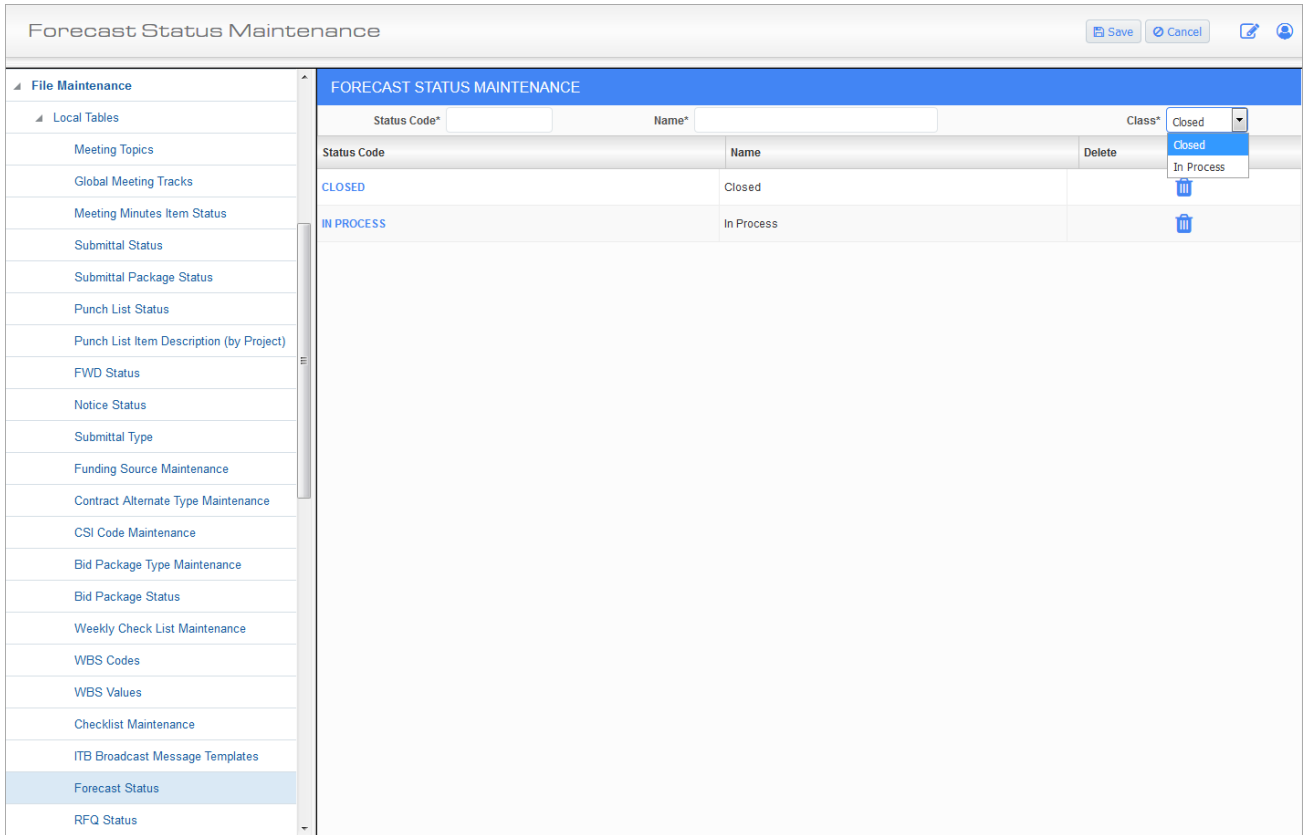 Forecast Status Maintenance
Save
Cancel
File Maintenance
Local Tables
Meeting Topics
Global Meeting Tracks
Meeting Minutes Item Status
Submittal Status
Submittal Package Status
Punch List Status
Punch List Item Description (by Project)
FWD Status
Notice Status
Submittal Type
Funding Source Maintenance
Contract Alternate Type Maintenance
CSI Code Maintenance
Bid Package Type Maintenance
Bid Package Status
Weekly Check List Maintenance
WBS Codes
WBS Values
Checklist Maintenance
ITB Broadcast Message Templates
Forecast Status
RFQ Status
FORECAST STATUS MAINTENANCE
Status Code* Name* Class* Closed
Closed
In Process
Status Code Name Delete
CLOSED Closed
IN PROCESS In Process